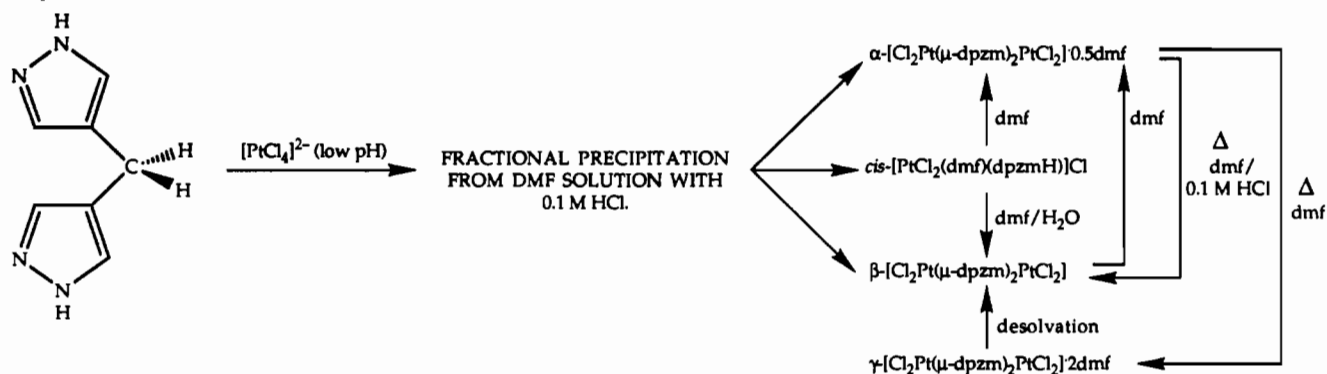 H
N
N
C
H
H
N
N
H
[PtCl₄]²⁻ (low pH)
FRACTIONAL PRECIPITATION
FROM DMF SOLUTION WITH
0.1 M HCl.
α-[Cl₂Pt(μ-dpzm)₂PtCl₂]·0.5dmf
dmf
cis-[PtCl₂(dmf)(dpzmH)]Cl
dmf/H₂O
β-[Cl₂Pt(μ-dpzm)₂PtCl₂]
desolvation
γ-[Cl₂Pt(μ-dpzm)₂PtCl₂]·2dmf
dmf
Δ
dmf/
0.1 M HCl
Δ
dmf